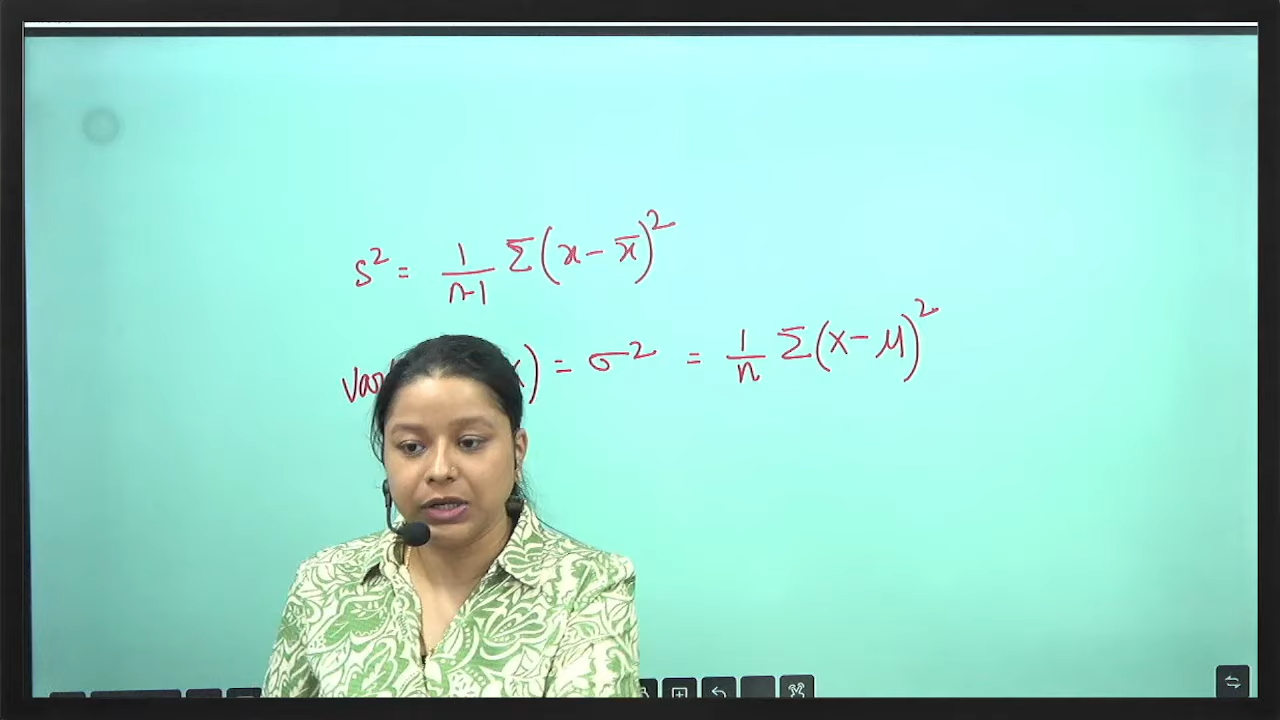 s² = 1/n-1 Σ(x - x̄)²
x) = σ² = 1/n Σ(x - μ)²